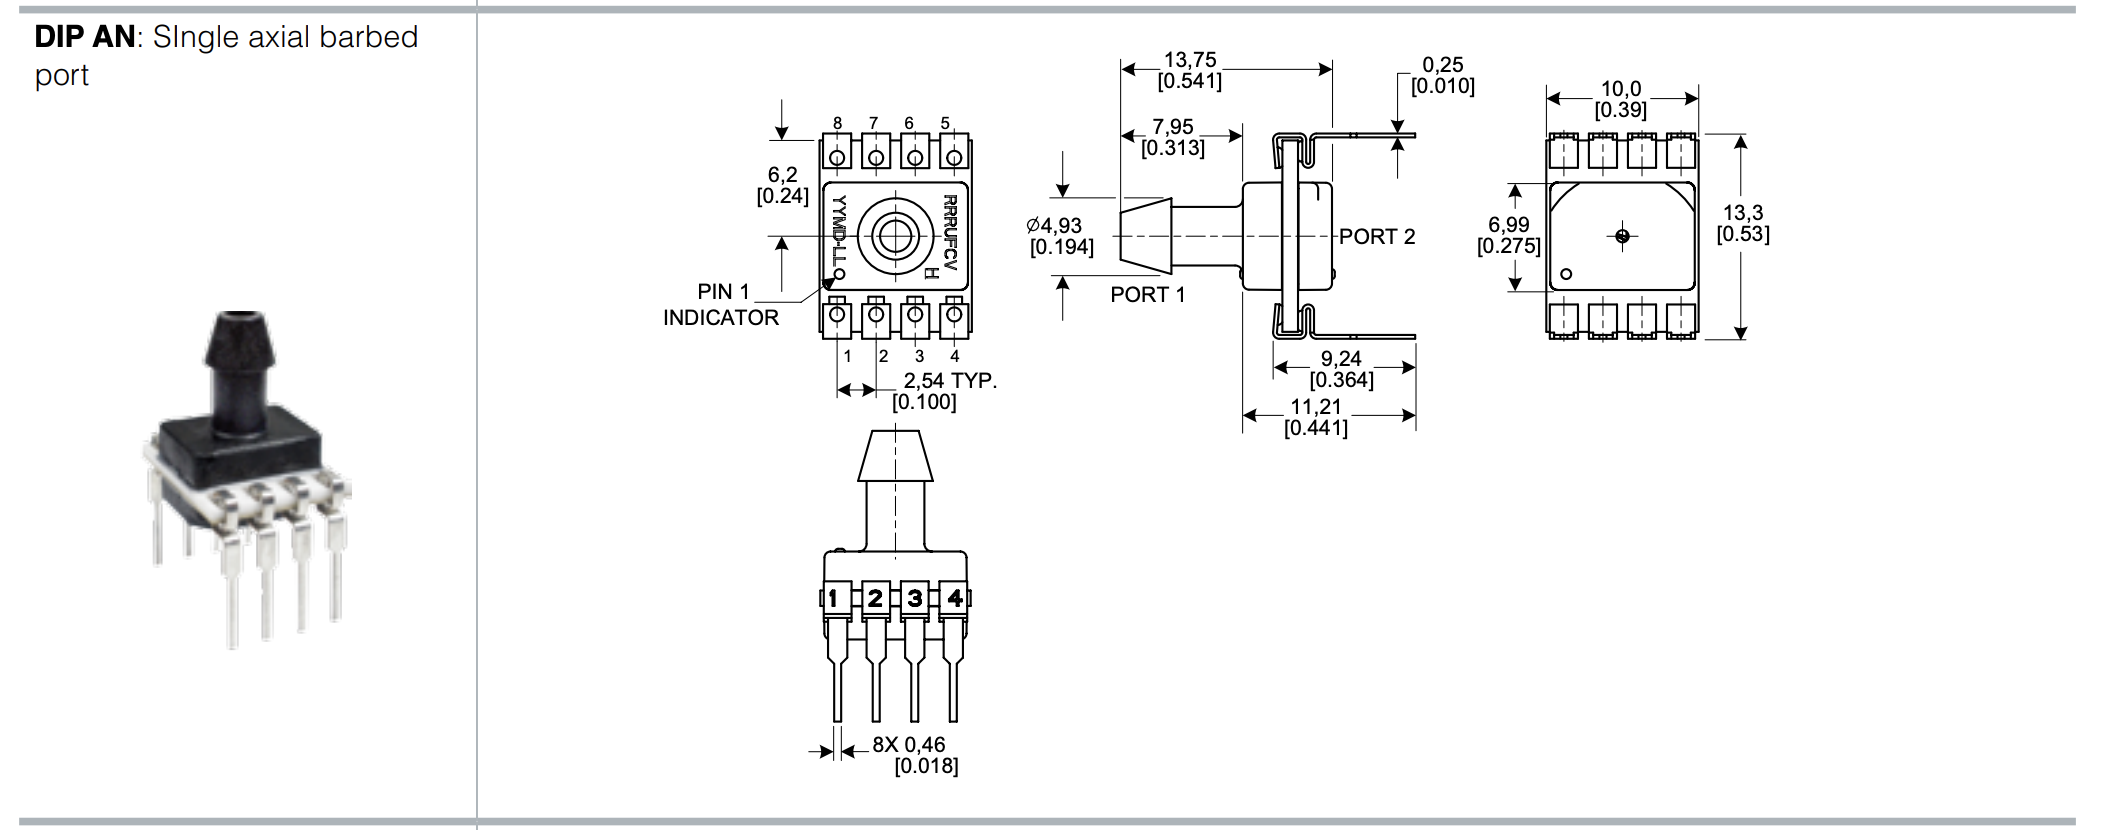 DIP AN: SIngle axial barbed
port
13,75
[0.541]
0,25
[0.010]
10,0
[0.39]
8 7 6 5
7,95
[0.313]
6,2
[0.24]
YYMD-LL
RRRUFCV
H
Ø4,93
[0.194]
PORT 2
6,99
[0.275]
13,3
[0.53]
PIN 1
INDICATOR
PORT 1
1 2 3 4
9,24
[0.364]
2,54 TYP.
[0.100]
11,21
[0.441]
1 2 3 4
8X 0,46
[0.018]